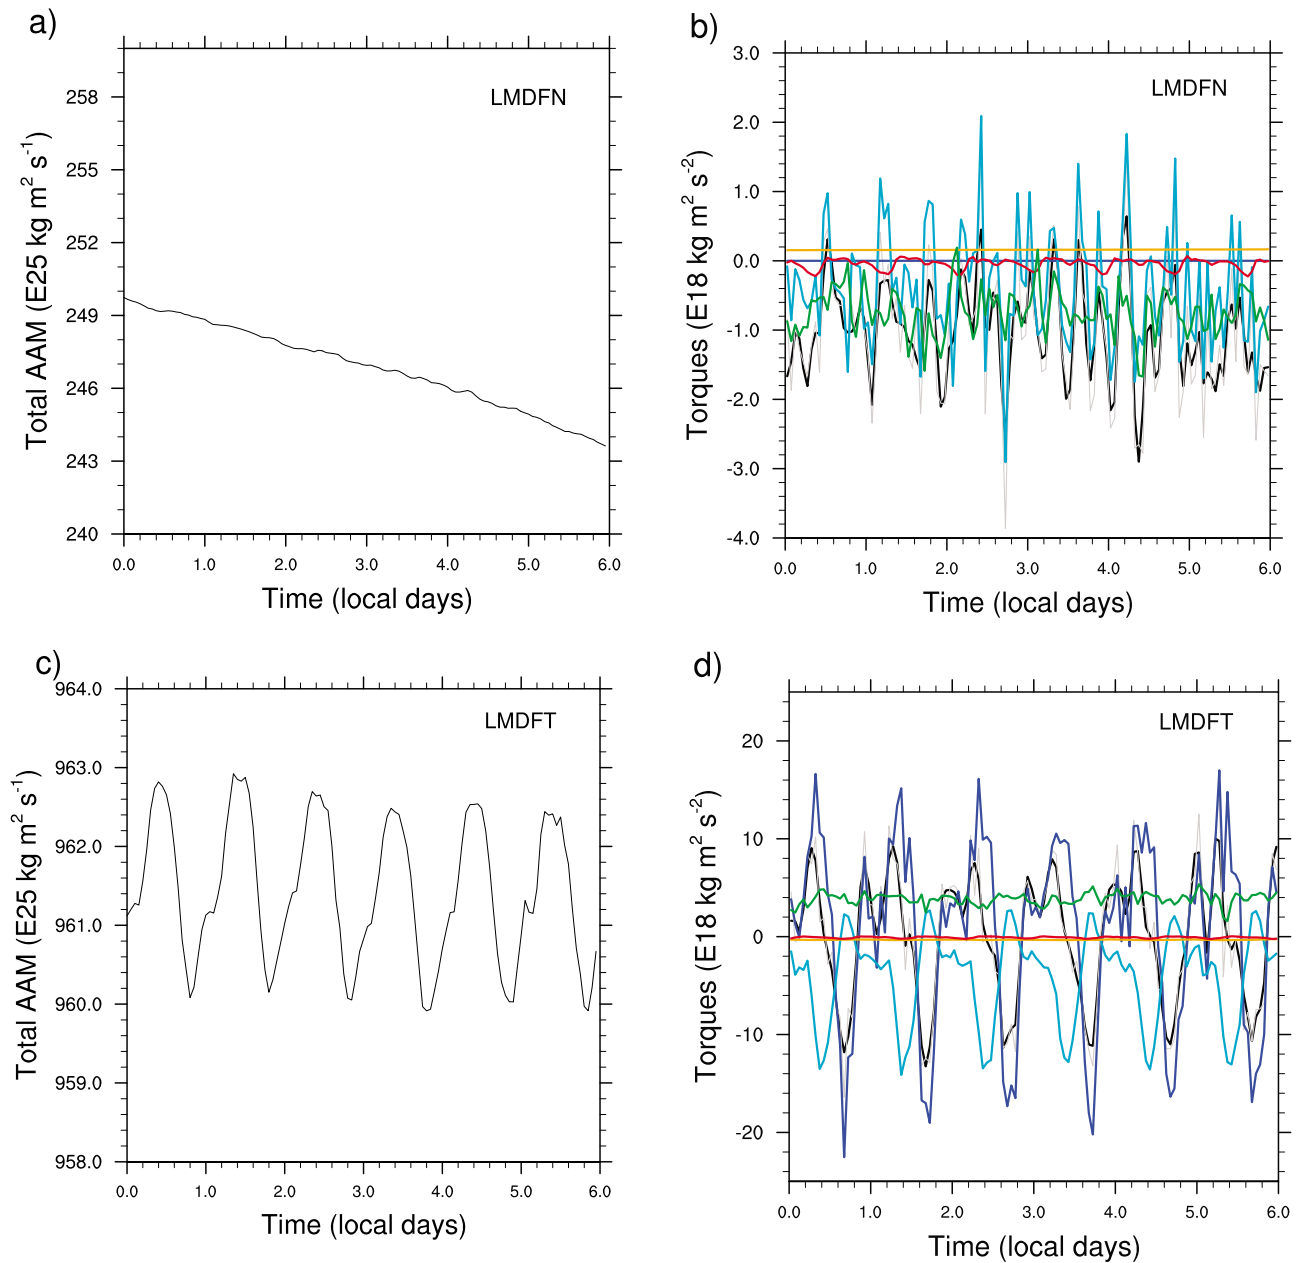 a)
LMDFN
Total AAM (E25 kg m² s⁻¹)
258
255
252
249
246
243
240
0.0 1.0 2.0 3.0 4.0 5.0 6.0
Time (local days)
b)
LMDFN
Torques (E18 kg m² s⁻²)
3.0
2.0
1.0
0.0
-1.0
-2.0
-3.0
-4.0
0.0 1.0 2.0 3.0 4.0 5.0 6.0
Time (local days)
c)
LMDFT
Total AAM (E25 kg m² s⁻¹)
964.0
963.0
962.0
961.0
960.0
959.0
958.0
0.0 1.0 2.0 3.0 4.0 5.0 6.0
Time (local days)
d)
LMDFT
Torques (E18 kg m² s⁻²)
20
10
0
-10
-20
0.0 1.0 2.0 3.0 4.0 5.0 6.0
Time (local days)